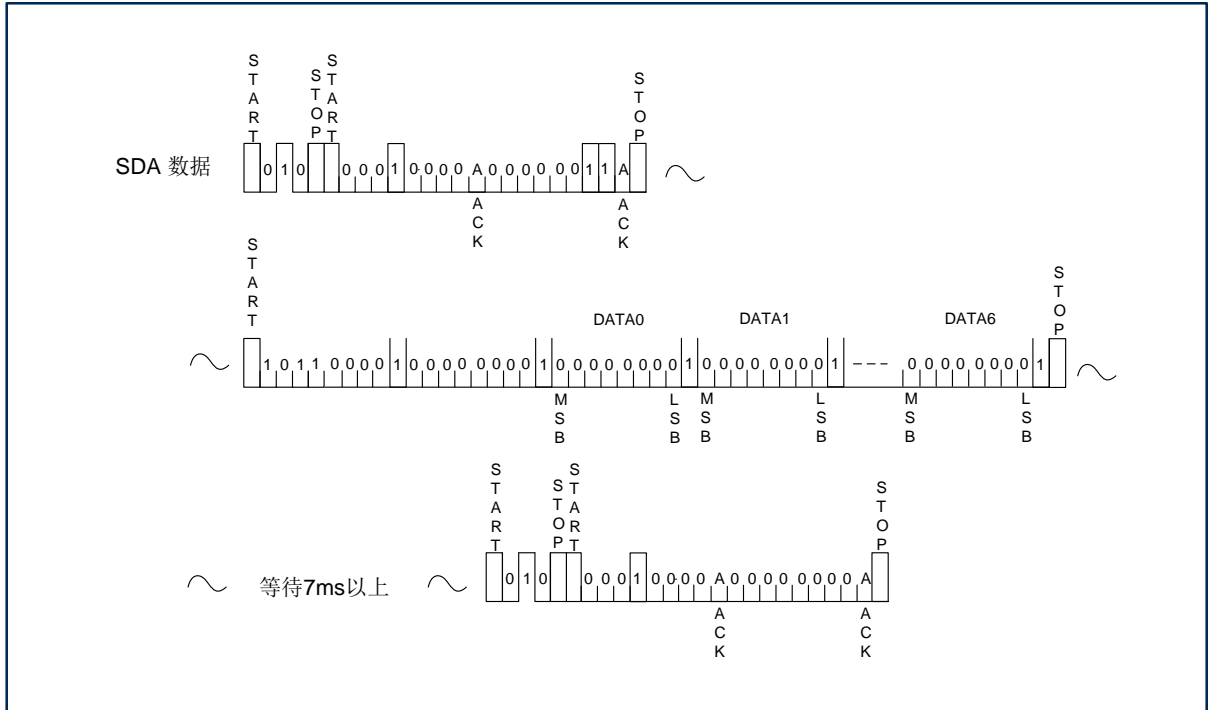 START
STOP
START
STOP
SDA 数据
0 1 0 0 0 0 1 0 0 0 0 A 0 0 0 0 0 0 1 1 A
ACK
ACK
START
STOP
DATA0
DATA1
DATA6
1 0 1 1 0 0 0 0 1 0 0 0 0 0 0 0 0 1 0 0 0 0 0 0 0 0 1 0 0 0 0 0 0 0 0 1 ---- 0 0 0 0 0 0 0 0 1
MSB
LSB
MSB
LSB
MSB
LSB
START
STOP
START
STOP
等待7ms以上
0 1 0 0 0 0 1 0 0 0 0 A 0 0 0 0 0 0 0 0 A
ACK
ACK